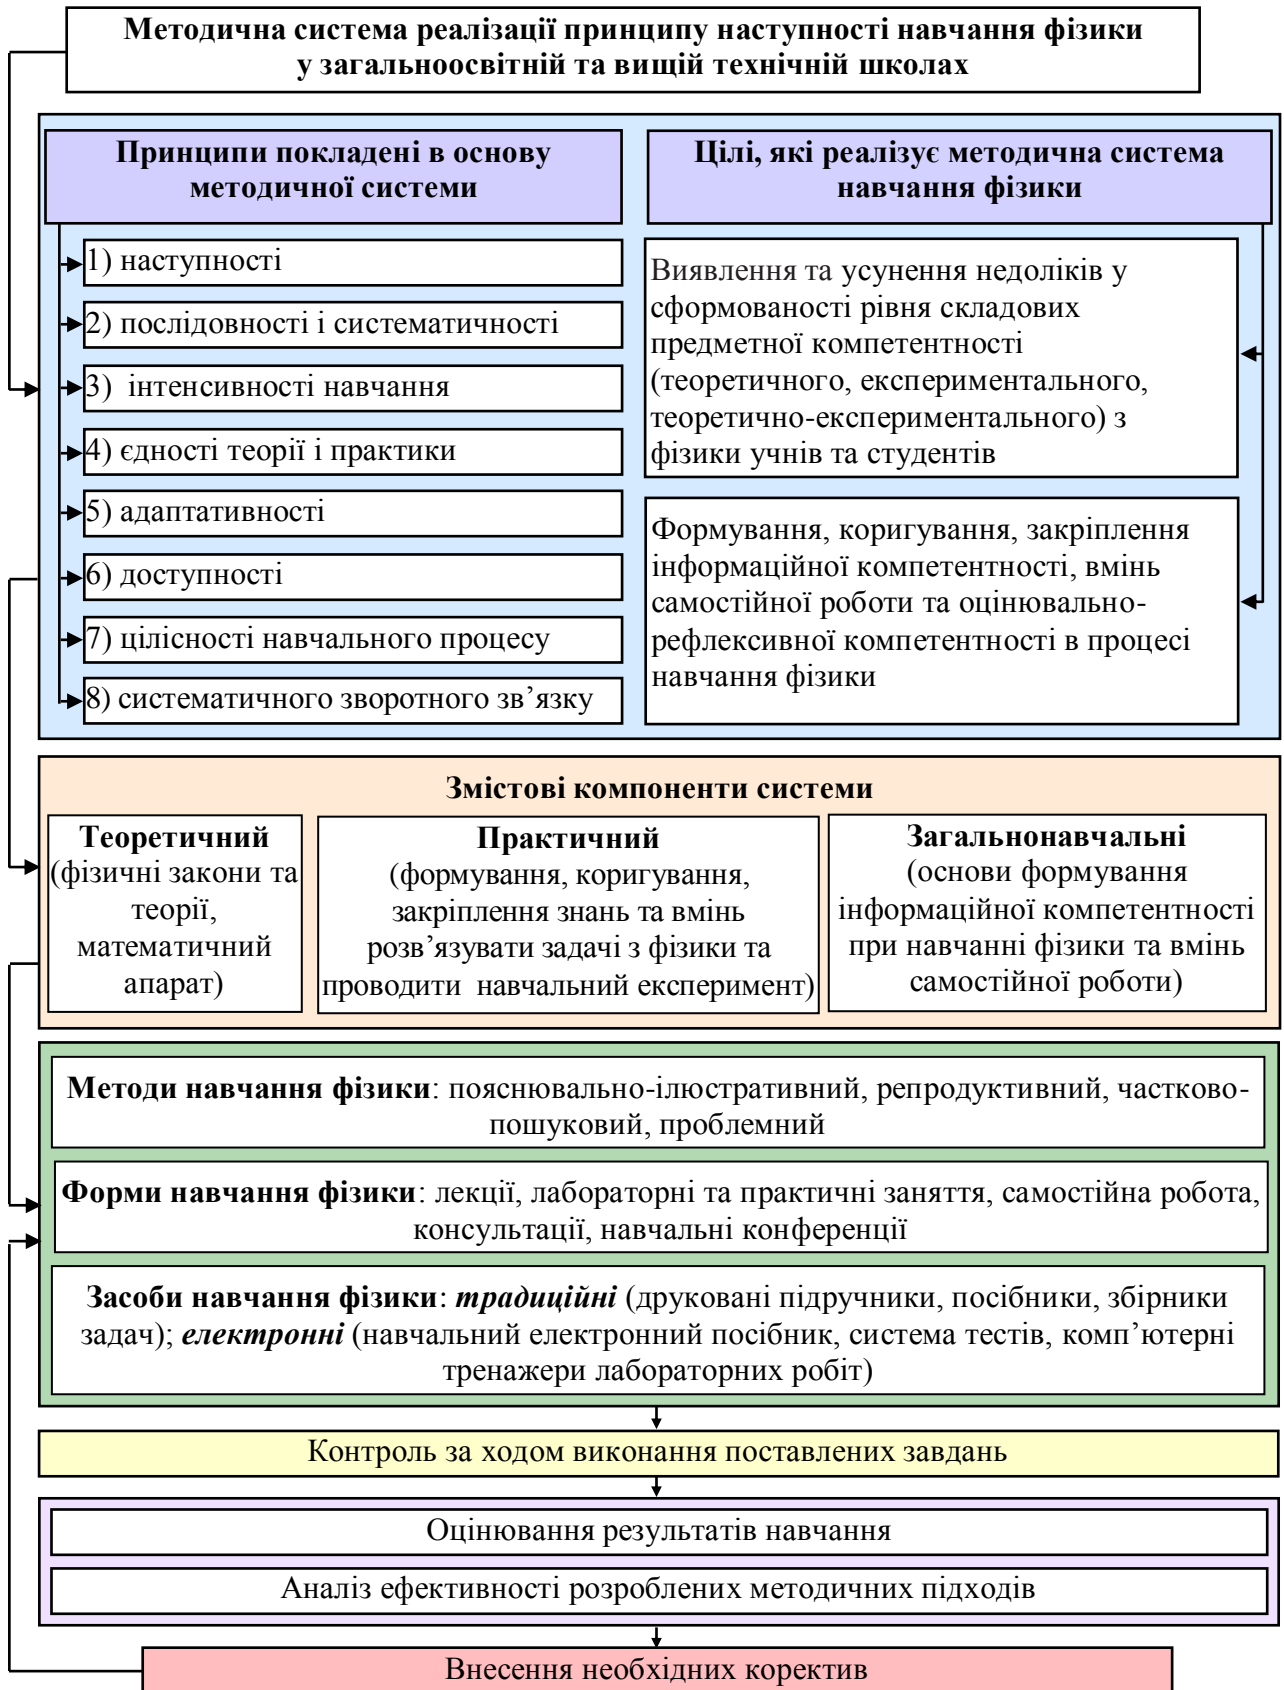 Методична система реалізації принципу наступності навчання фізики
у загальноосвітній та вищій технічній школах
Принципи покладені в основу
методичної системи
1) наступності
2) послідовності і систематичності
3) інтенсивності навчання
4) єдності теорії і практики
5) адаптативності
6) доступності
7) цілісності навчального процесу
8) систематичного зворотного зв’язку
Цілі, які реалізує методична система
навчання фізики
Виявлення та усунення недоліків у
сформованості рівня складових
предметної компетентності
(теоретичного, експериментального,
теоретично-експериментального) з
фізики учнів та студентів
Формування, коригування, закріплення
інформаційної компетентності, вмінь
самостійної роботи та оцінювально-
рефлексивної компетентності в процесі
навчання фізики
Змістові компоненти системи
Теоретичний
(фізичні закони та
теорії,
математичний
апарат)
Практичний
(формування, коригування,
закріплення знань та вмінь
розв’язувати задачі з фізики та
проводити навчальний експеримент)
Загальнонавчальні
(основи формування
інформаційної компетентності
при навчанні фізики та вмінь
самостійної роботи)
Методи навчання фізики: пояснювально-ілюстративний, репродуктивний, частково-
пошуковий, проблемний
Форми навчання фізики: лекції, лабораторні та практичні заняття, самостійна робота,
консультації, навчальні конференції
Засоби навчання фізики: традиційні (друковані підручники, посібники, збірники
задач); електронні (навчальний електронний посібник, система тестів, комп’ютерні
тренажери лабораторних робіт)
Контроль за ходом виконання поставлених завдань
Оцінювання результатів навчання
Аналіз ефективності розроблених методичних підходів
Внесення необхідних коректив